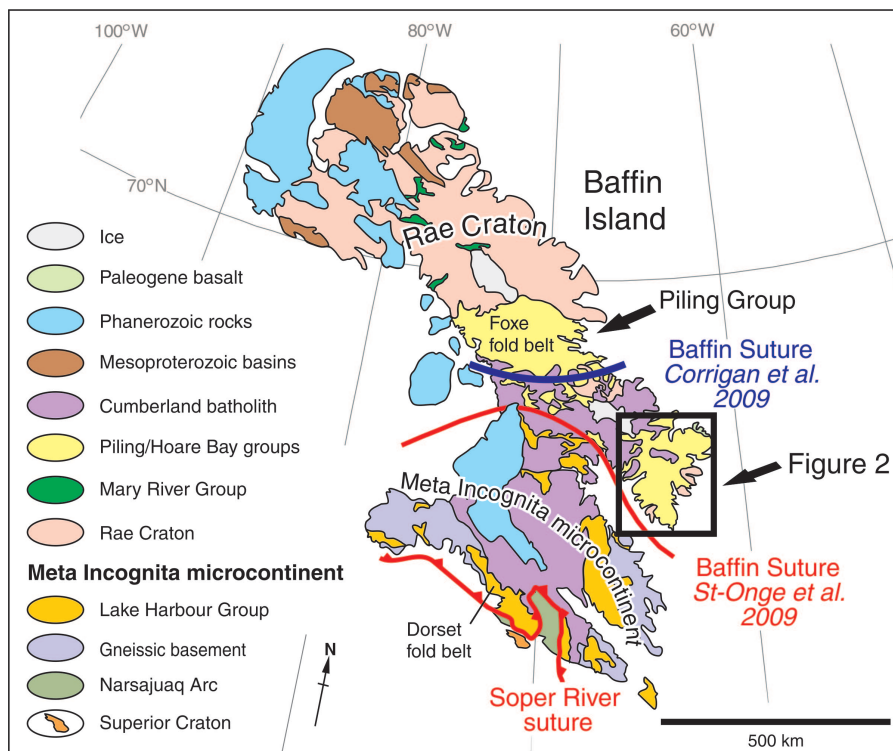 100°W
80°W
60°W
70°N
Baffin
Island
Rae Craton
Piling Group
Foxe
fold belt
Baffin Suture
Corrigan et al.
2009
Figure 2
Meta Incognita microcontinent
Baffin Suture
St-Onge et al.
2009
Dorset
fold belt
Soper River
suture
N
500 km
Ice
Paleogene basalt
Phanerozoic rocks
Mesoproterozoic basins
Cumberland batholith
Piling/Hoare Bay groups
Mary River Group
Rae Craton
Meta Incognita microcontinent
Lake Harbour Group
Gneissic basement
Narsajuaq Arc
Superior Craton